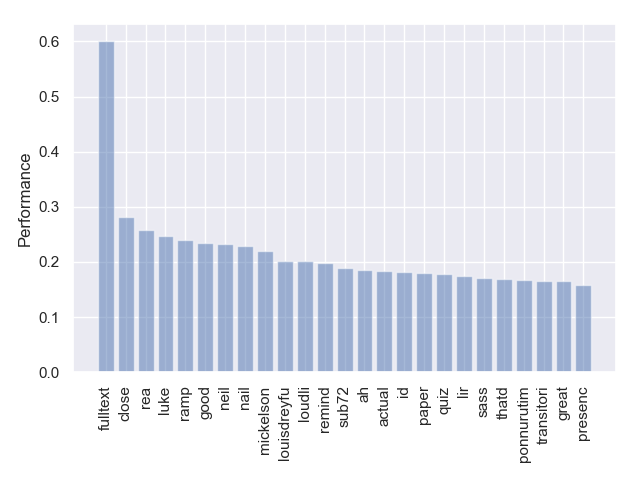 0.6
0.5
0.4
0.3
0.2
0.1
0.0
Performance
fulltext
dose
rea
luke
ramp
good
neil
nail
mickelson
louisdreyfu
loudli
remind
sub72
ah
actual
id
paper
quiz
lir
sass
thatd
ponnurutim
transitori
great
presenc